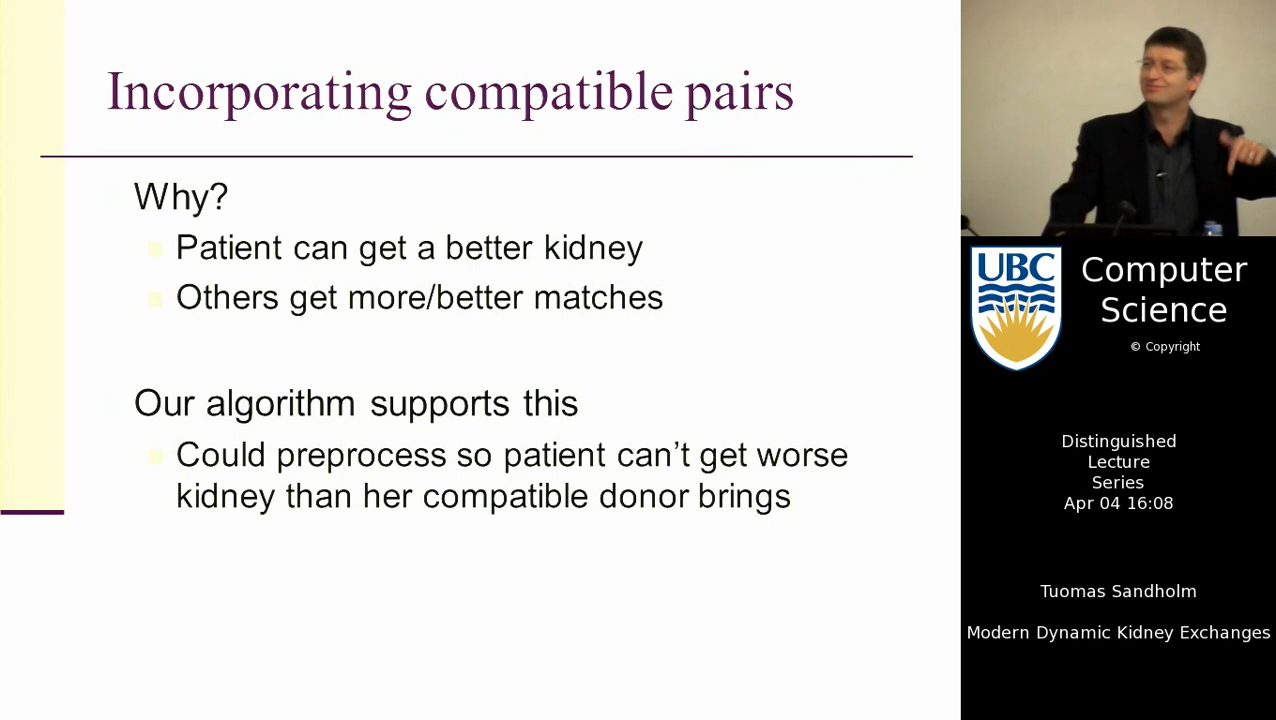 Incorporating compatible pairs
Why?
Patient can get a better kidney
Others get more/better matches
Our algorithm supports this
Could preprocess so patient can’t get worse
kidney than her compatible donor brings
UBC
Computer
Science
© Copyright
Distinguished
Lecture
Series
Apr 04 16:08
Tuomas Sandholm
Modern Dynamic Kidney Exchanges